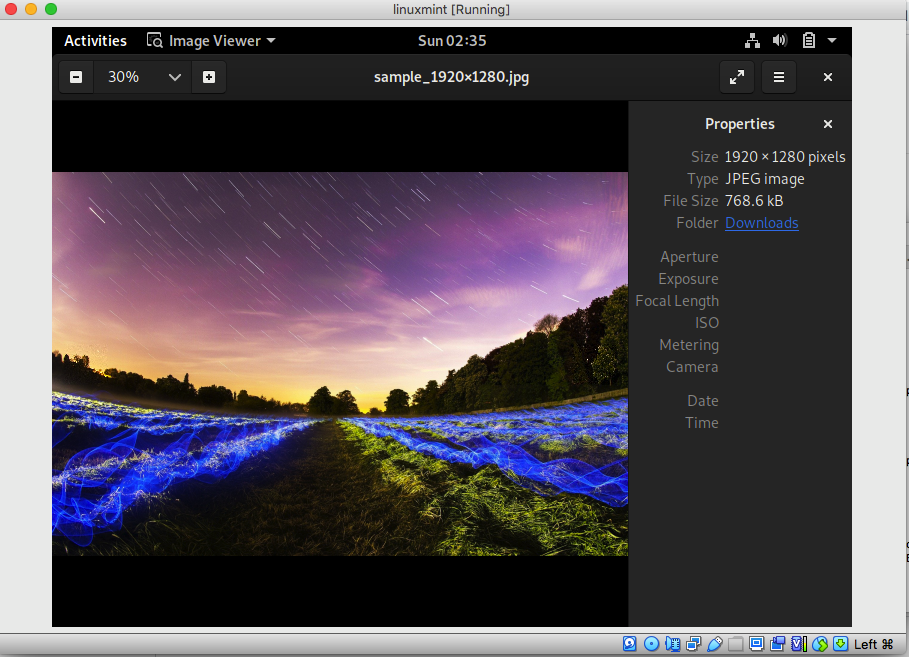 linuxmint [Running]
Activities Image Viewer Sun 02:35
30% sample_1920×1280.jpg
Properties
Size 1920 × 1280 pixels
Type JPEG image
File Size 768.6 kB
Folder Downloads
Aperture
Exposure
Focal Length
ISO
Metering
Camera
Date
Time
Left ⌘